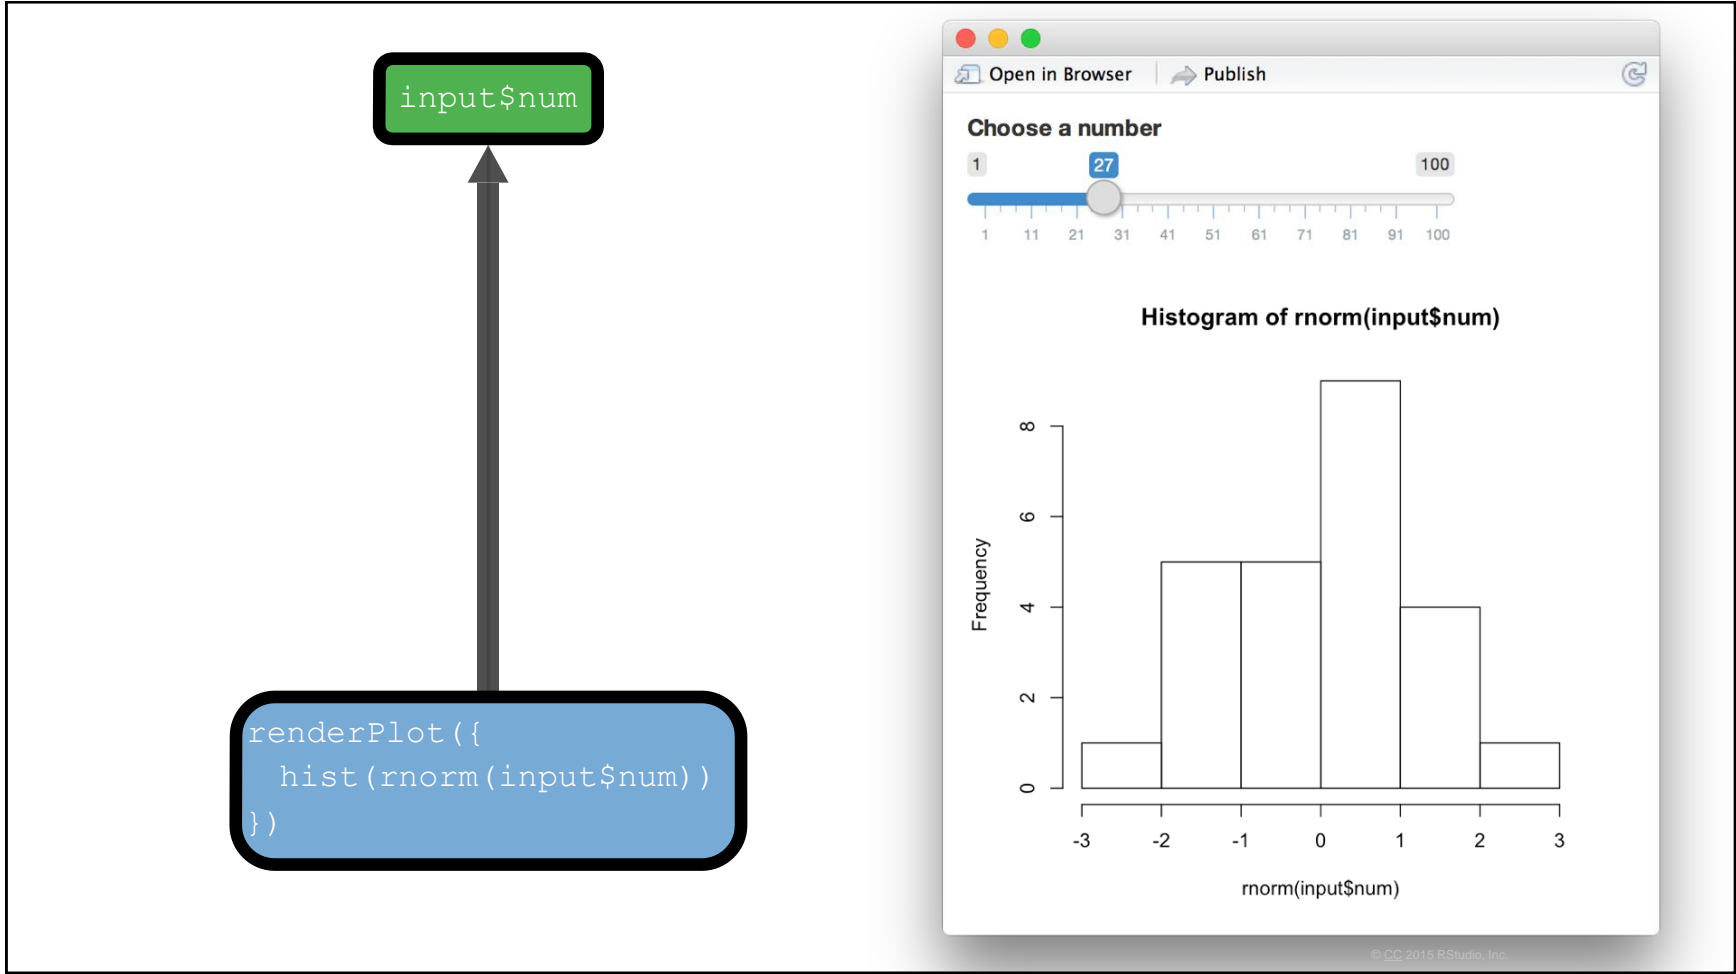 input$num
renderPlot({
  hist(rnorm(input$num))
})
Open in Browser
Publish
Choose a number
1 27 100
1 11 21 31 41 51 61 71 81 91 100
Histogram of rnorm(input$num)
Frequency
8
6
4
2
0
-3 -2 -1 0 1 2 3
rnorm(input$num)
© CC 2015 RStudio, Inc.